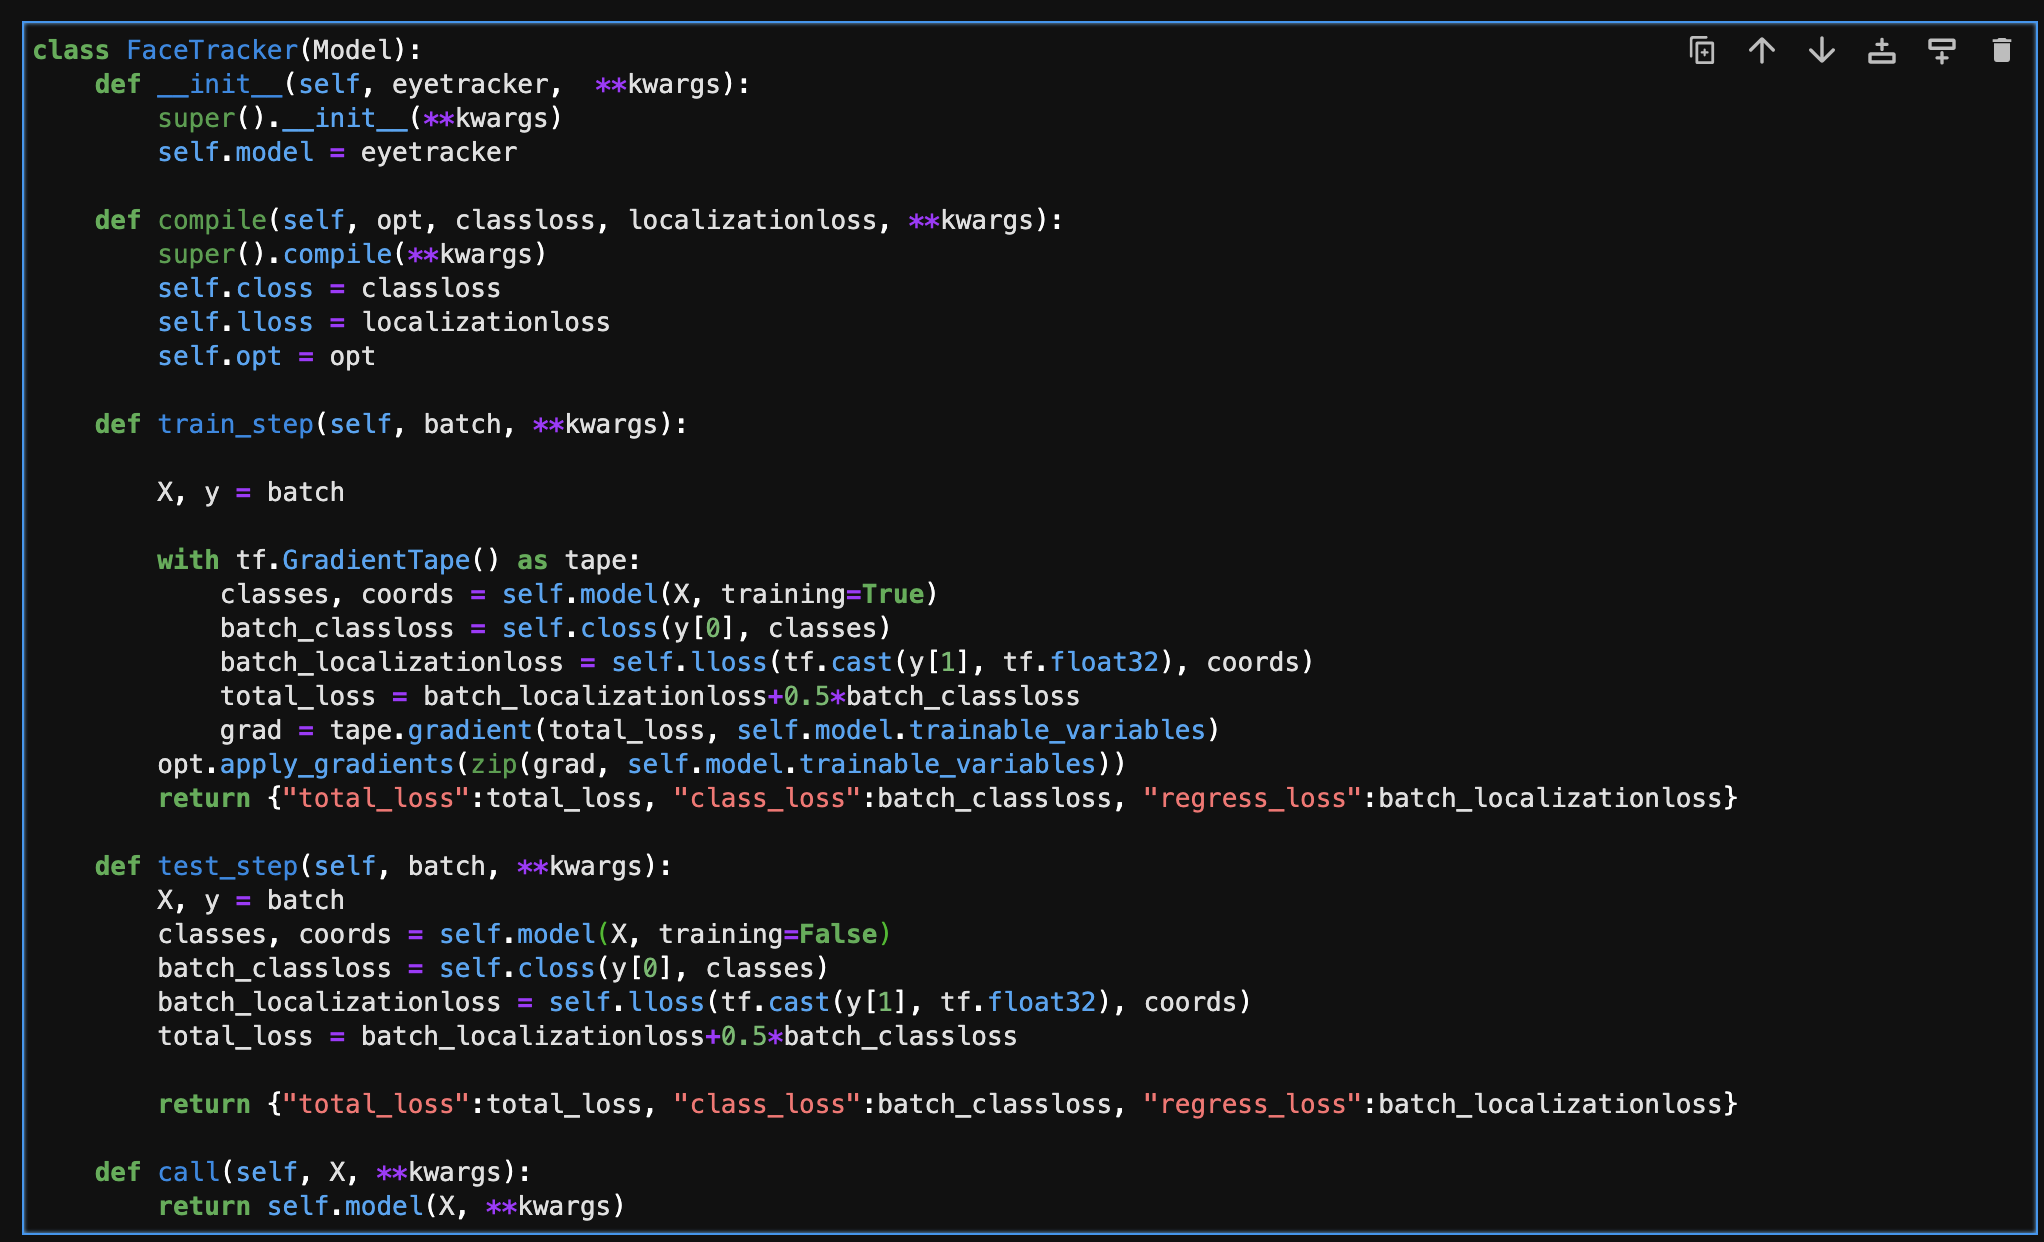 class FaceTracker(Model):
    def __init__(self, eyetracker,  **kwargs):
        super().__init__(**kwargs)
        self.model = eyetracker

    def compile(self, opt, classloss, localizationloss, **kwargs):
        super().compile(**kwargs)
        self.closs = classloss
        self.lloss = localizationloss
        self.opt = opt

    def train_step(self, batch, **kwargs):

        X, y = batch

        with tf.GradientTape() as tape:
            classes, coords = self.model(X, training=True)
            batch_classloss = self.closs(y[0], classes)
            batch_localizationloss = self.lloss(tf.cast(y[1], tf.float32), coords)
            total_loss = batch_localizationloss+0.5*batch_classloss
            grad = tape.gradient(total_loss, self.model.trainable_variables)
        opt.apply_gradients(zip(grad, self.model.trainable_variables))
        return {"total_loss":total_loss, "class_loss":batch_classloss, "regress_loss":batch_localizationloss}

    def test_step(self, batch, **kwargs):
        X, y = batch
        classes, coords = self.model(X, training=False)
        batch_classloss = self.closs(y[0], classes)
        batch_localizationloss = self.lloss(tf.cast(y[1], tf.float32), coords)
        total_loss = batch_localizationloss+0.5*batch_classloss

        return {"total_loss":total_loss, "class_loss":batch_classloss, "regress_loss":batch_localizationloss}

    def call(self, X, **kwargs):
        return self.model(X, **kwargs)